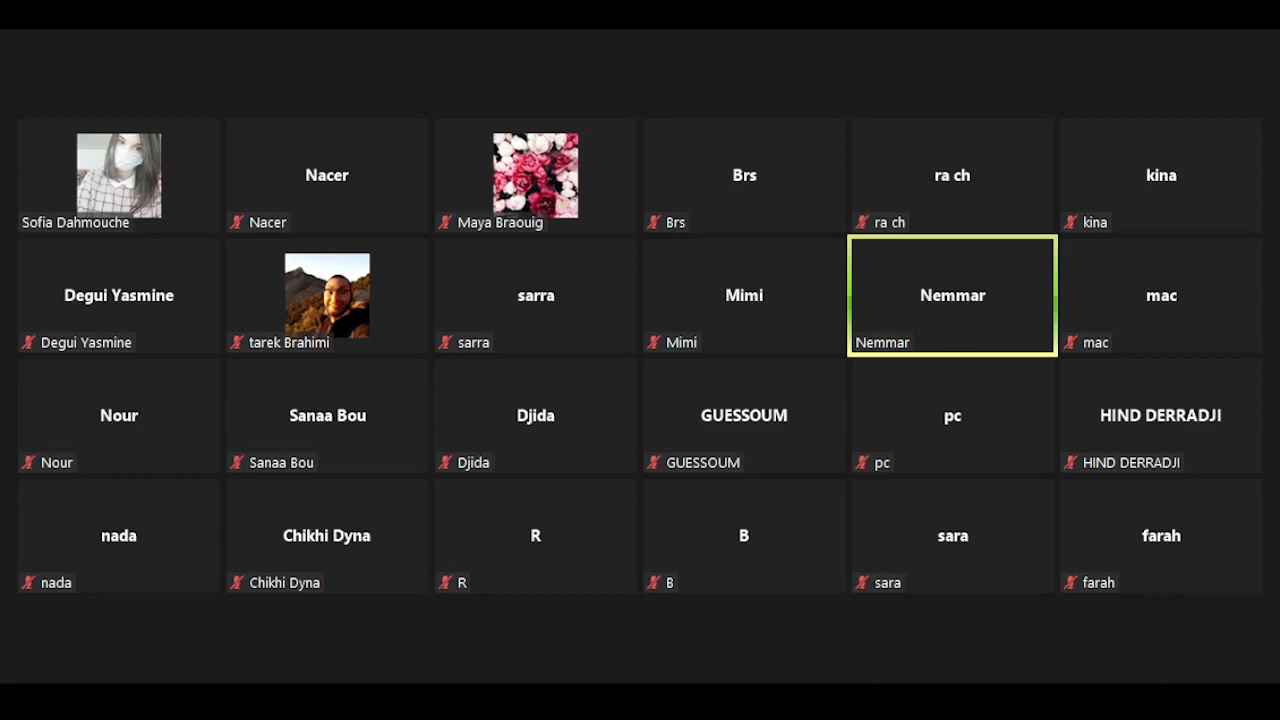 Sofia Dahmouche
Nacer
Nacer
Maya Braouig
Brs
Brs
ra ch
ra ch
kina
kina
Degui Yasmine
Degui Yasmine
tarek Brahimi
sarra
sarra
Mimi
Mimi
Nemmar
Nemmar
mac
mac
Nour
Nour
Sanaa Bou
Sanaa Bou
Djida
Djida
GUESSOUM
GUESSOUM
pc
pc
HIND DERRADJI
HIND DERRADJI
nada
nada
Chikhi Dyna
Chikhi Dyna
R
R
B
B
sara
sara
farah
farah